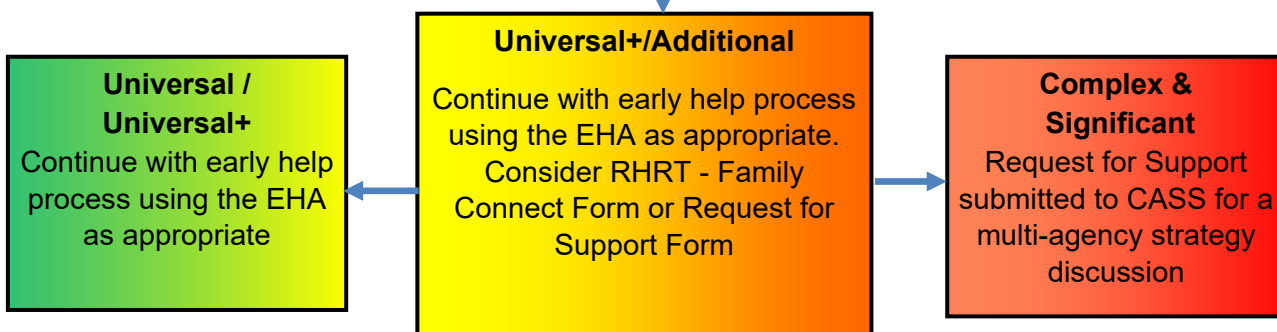 Universal /
Universal+
Continue with early help
process using the EHA
as appropriate
Universal+/Additional
Continue with early help process
using the EHA as appropriate.
Consider RHRT - Family
Connect Form or Request for
Support Form
Complex &
Significant
Request for Support
submitted to CASS for a
multi-agency strategy
discussion